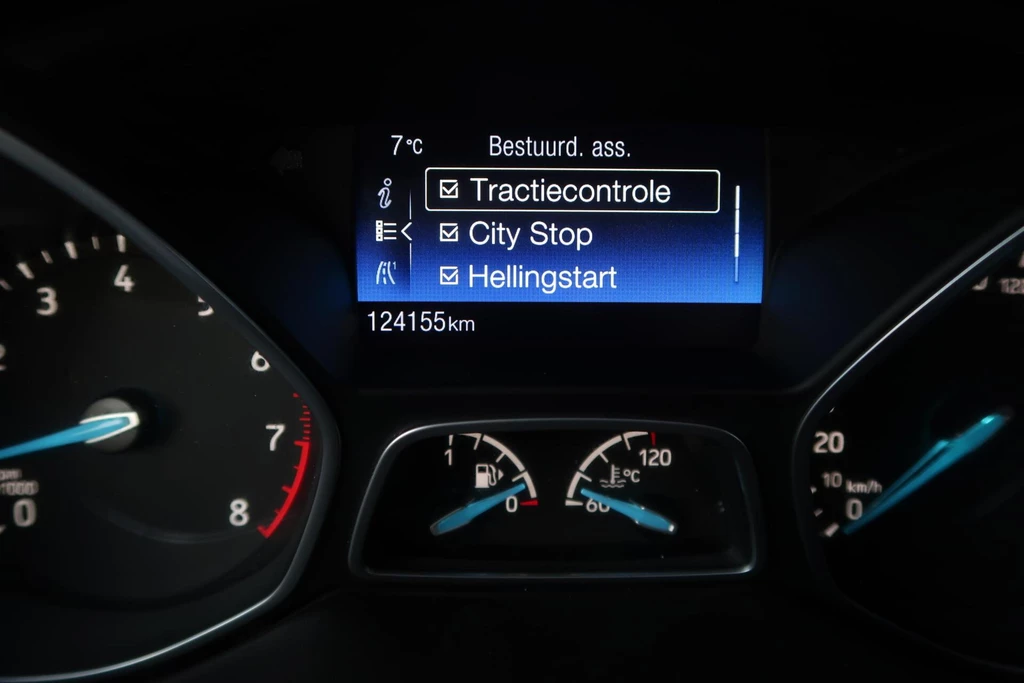 7°C Bestuurd. ass.
Tractiecontrole
City Stop
Hellingstart
124155km
3
4
5
6
7
8
0
1
0
120
°C
60
20
10
km/h
0